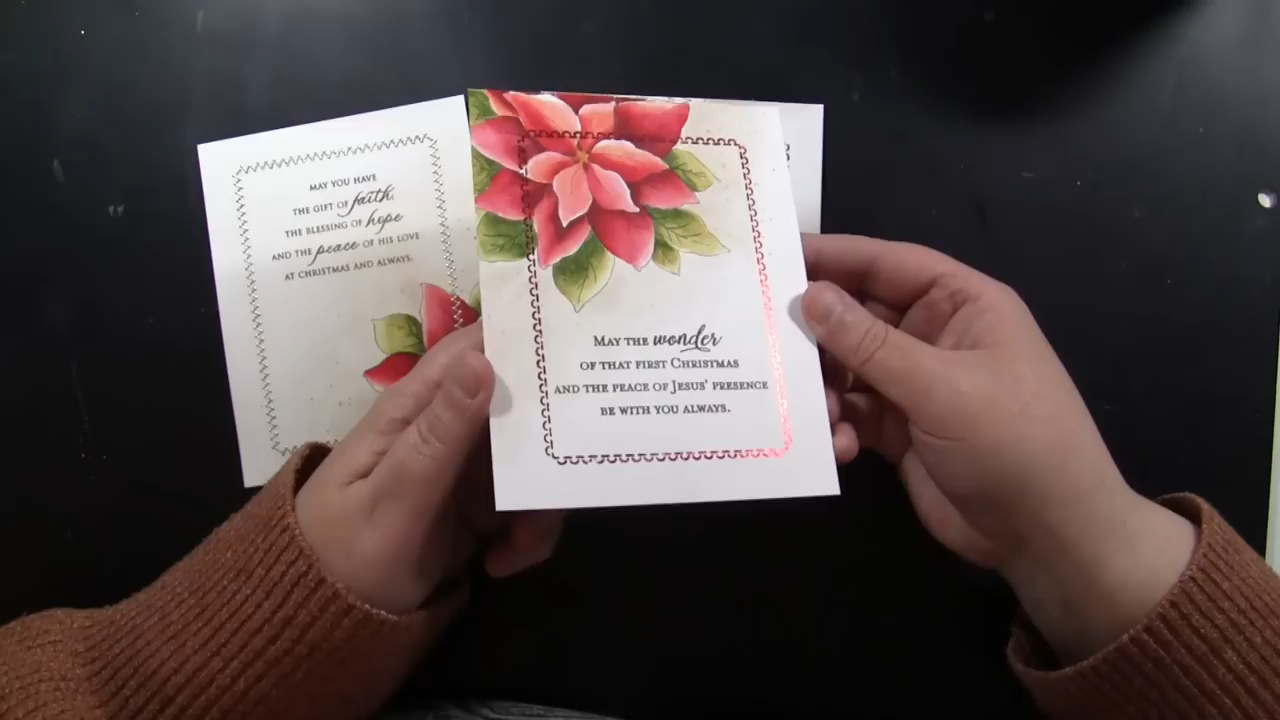 MAY YOU HAVE
THE GIFT OF faith,
THE BLESSING OF hope
AND THE peace OF HIS LOVE
AT CHRISTMAS AND ALWAYS.
MAY THE wonder
OF THAT FIRST CHRISTMAS
AND THE PEACE OF JESUS' PRESENCE
BE WITH YOU ALWAYS.